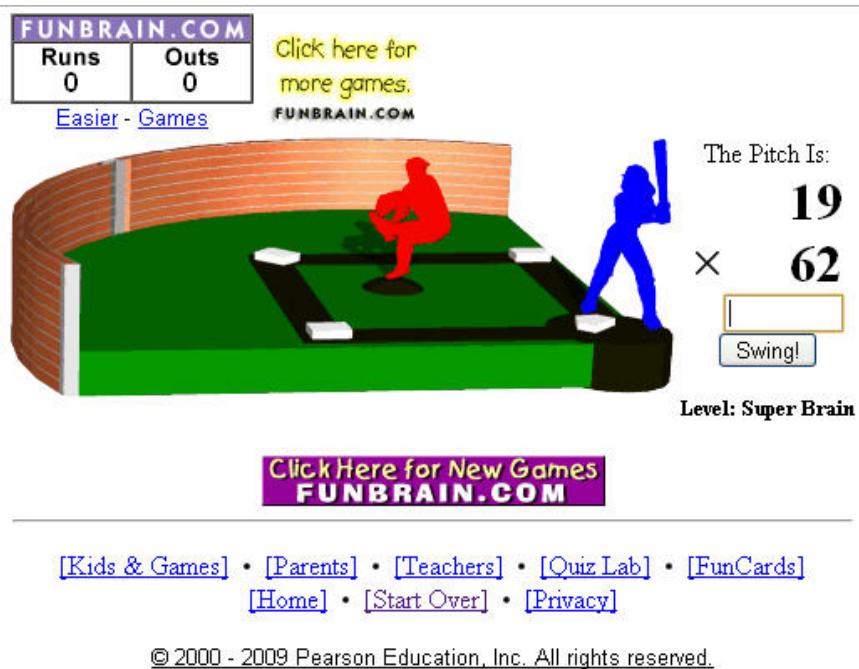 FUNBRAIN.COM
Runs Outs
0 0
Easier - Games
Click here for
more games.
FUNBRAIN.COM
The Pitch Is:
19
× 62
Swing!
Level: Super Brain
Click Here for New Games
FUNBRAIN.COM
[Kids & Games] • [Parents] • [Teachers] • [Quiz Lab] • [FunCards]
[Home] • [Start Over] • [Privacy]
© 2000 - 2009 Pearson Education, Inc. All rights reserved.